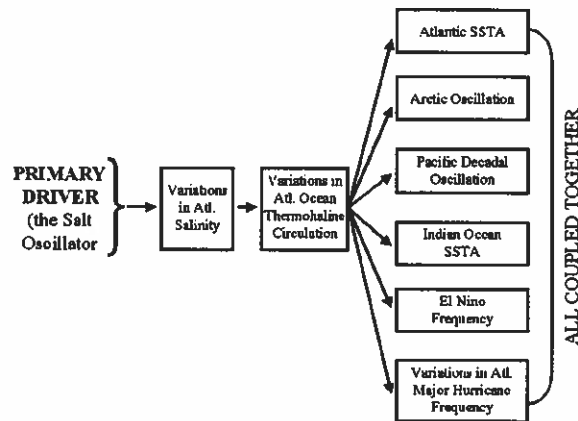 PRIMARY
DRIVER
(the Salt
Oscillator
Variations
in Atl.
Salinity
Variations in
Atl. Ocean
Thermohaline
Circulation
Atlantic SSTA
Arctic Oscillation
Pacific Decadal
Oscillation
Indian Ocean
SSTA
El Nino
Frequency
Variations in Atl.
Major Hurricane
Frequency
ALL COUPLED TOGETHER